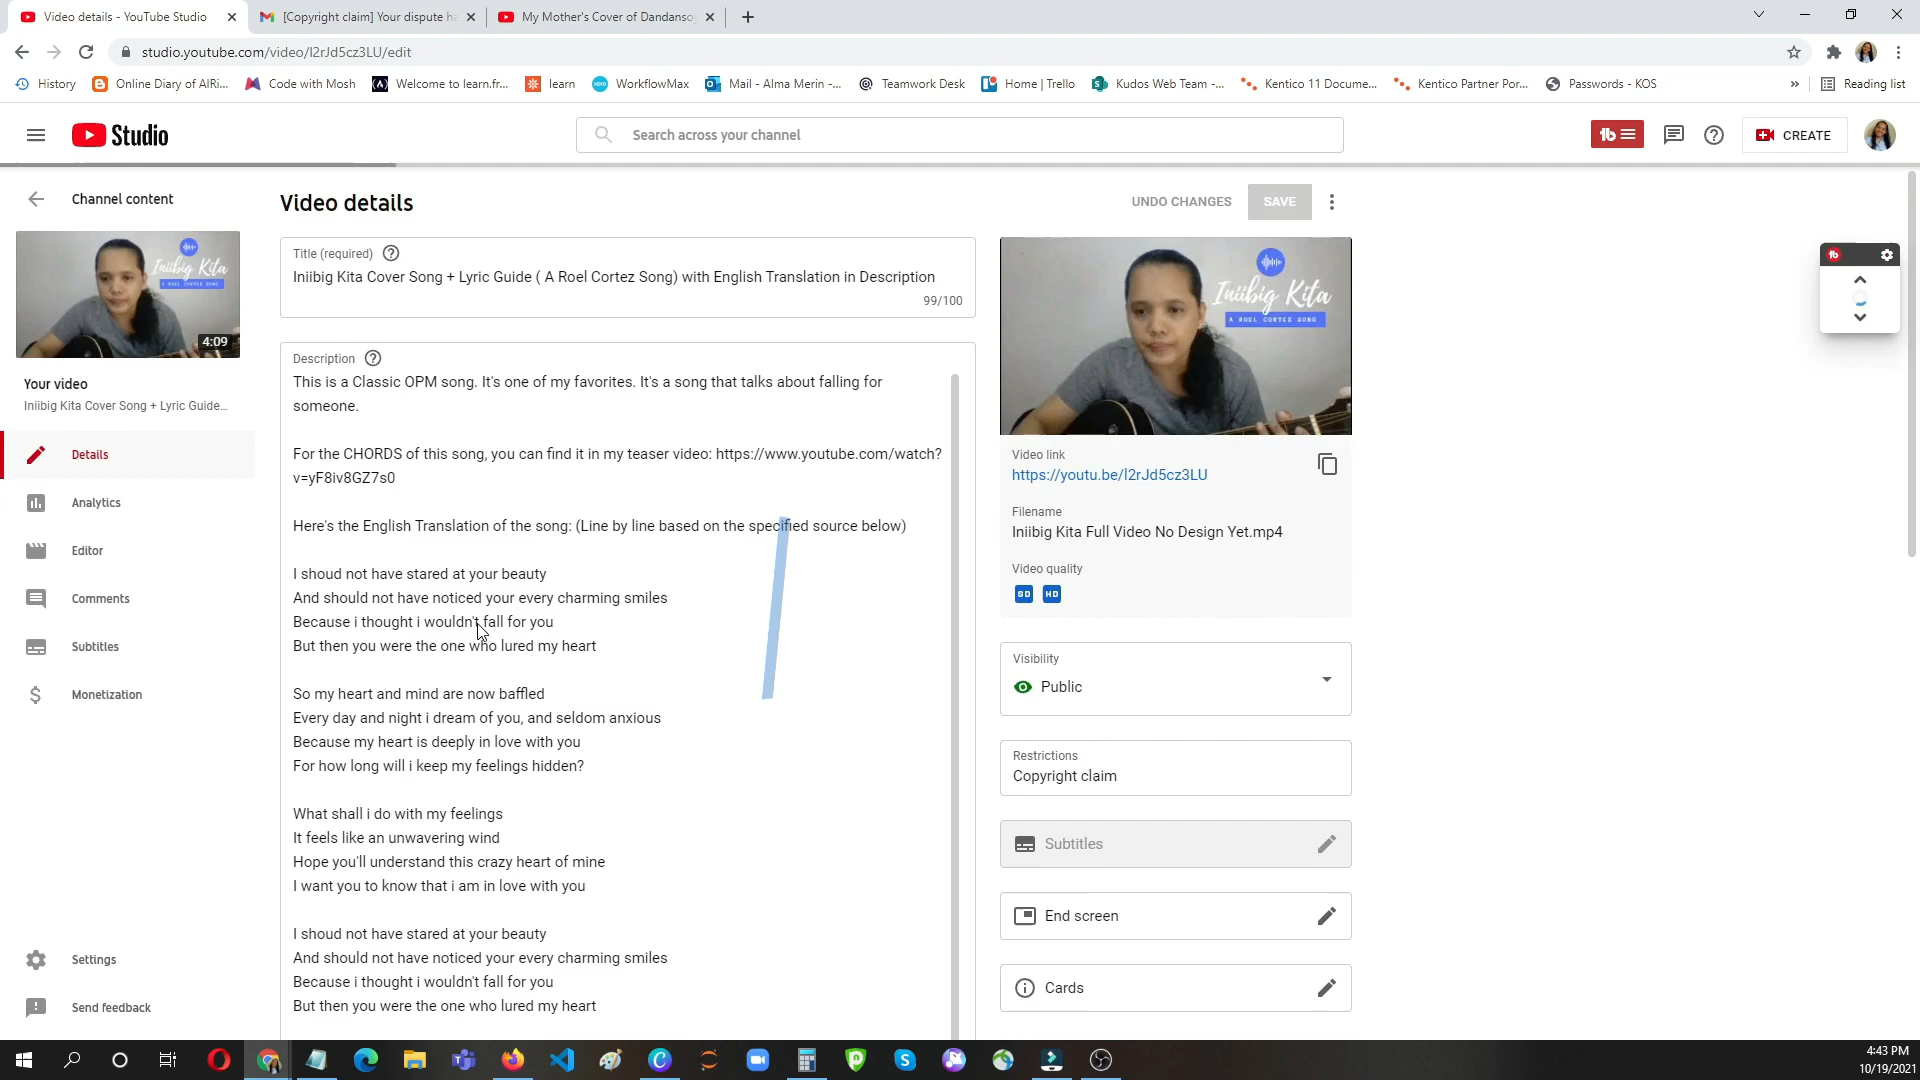 Video details - YouTube Studio
[Copyright claim] Your dispute ha
My Mother's Cover of Dandansoy
studio.youtube.com/video/l2rJd5cz3LU/edit
History
Online Diary of AlRi...
Code with Mosh
Welcome to learn.fr...
learn
WorkflowMax
Mail - Alma Merin -...
Teamwork Desk
Home | Trello
Kudos Web Team -...
Kentico 11 Docume...
Kentico Partner Por...
Passwords - KOS
»
Reading list
Studio
Search across your channel
CREATE
Channel content
Video details
UNDO CHANGES
SAVE
Iniibig Kita
4:09
Your video
Iniibig Kita Cover Song + Lyric Guide...
Details
Analytics
Editor
Comments
Subtitles
Monetization
Settings
Send feedback
Title (required)
Iniibig Kita Cover Song + Lyric Guide ( A Roel Cortez Song) with English Translation in Description
99/100
Description
This is a Classic OPM song. It's one of my favorites. It's a song that talks about falling for
someone.
For the CHORDS of this song, you can find it in my teaser video: https://www.youtube.com/watch?
v=yF8iv8GZ7s0
Here's the English Translation of the song: (Line by line based on the specified source below)
I shoud not have stared at your beauty
And should not have noticed your every charming smiles
Because i thought i wouldn't fall for you
But then you were the one who lured my heart
So my heart and mind are now baffled
Every day and night i dream of you, and seldom anxious
Because my heart is deeply in love with you
For how long will i keep my feelings hidden?
What shall i do with my feelings
It feels like an unwavering wind
Hope you'll understand this crazy heart of mine
I want you to know that i am in love with you
I shoud not have stared at your beauty
And should not have noticed your every charming smiles
Because i thought i wouldn't fall for you
But then you were the one who lured my heart
Iniibig Kita
A ROEL CORTEZ SONG
Video link
https://youtu.be/l2rJd5cz3LU
Filename
Iniibig Kita Full Video No Design Yet.mp4
Video quality
SD HD
Visibility
Public
Restrictions
Copyright claim
Subtitles
End screen
Cards
4:43 PM
10/19/2021